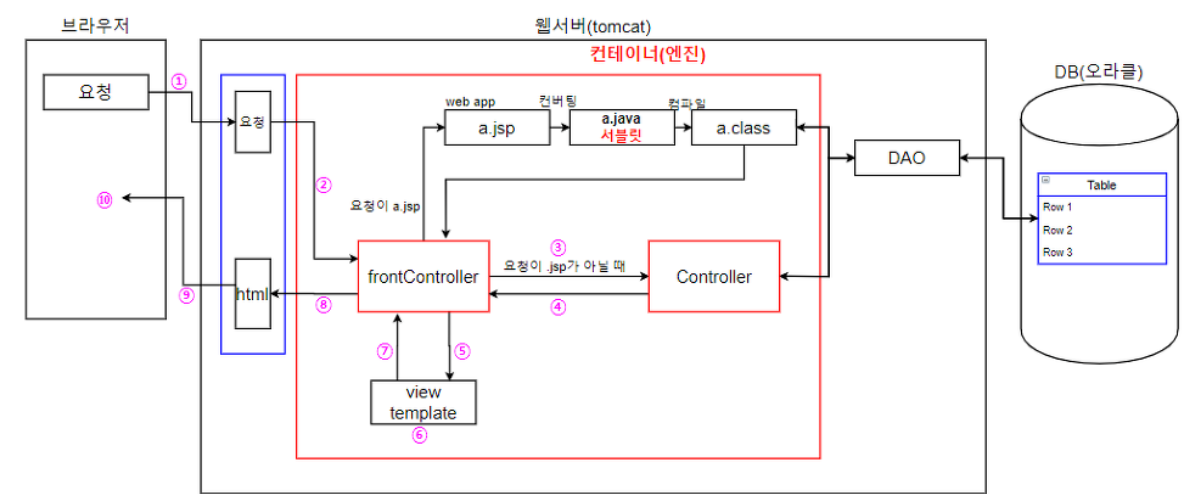 브라우저
웹서버(tomcat)
컨테이너(엔진)
DB(오라클)
요청
①
요청
web app
컨버팅
컴파일
a.jsp
a.java
서블릿
a.class
DAO
②
요청이 a.jsp
Table
Row 1
Row 2
Row 3
⑩
frontController
③
요청이 .jsp가 아닐 때
④
Controller
html
⑨
⑧
⑦
⑤
view
template
⑥